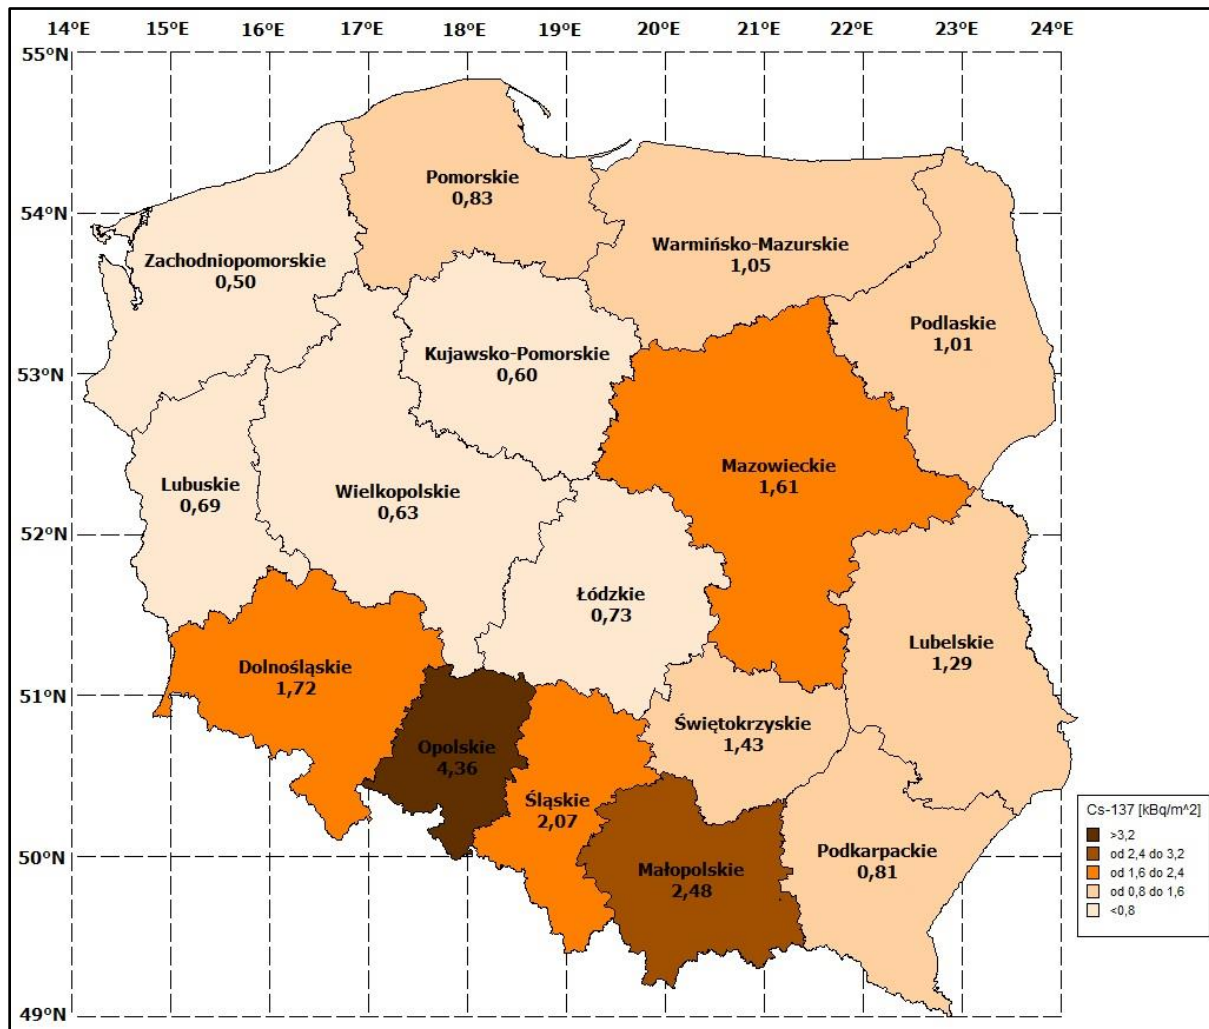 14°E 15°E 16°E 17°E 18°E 19°E 20°E 21°E 22°E 23°E 24°E
55°N
Pomorskie
0,83
54°N
Warmińsko-Mazurskie
1,05
Zachodniopomorskie
0,50
Podlaskie
1,01
Kujawsko-Pomorskie
0,60
53°N
Mazowieckie
1,61
Lubuskie
0,69
Wielkopolskie
0,63
52°N
Łódzkie
0,73
Lubelskie
1,29
Dolnośląskie
1,72
51°N
Świętokrzyskie
1,43
Opolskie
4,36
Śląskie
2,07
50°N
Podkarpackie
0,81
Małopolskie
2,48
49°N
Cs-137 [kBq/m^2]
>3,2
od 2,4 do 3,2
od 1,6 do 2,4
od 0,8 do 1,6
<0,8